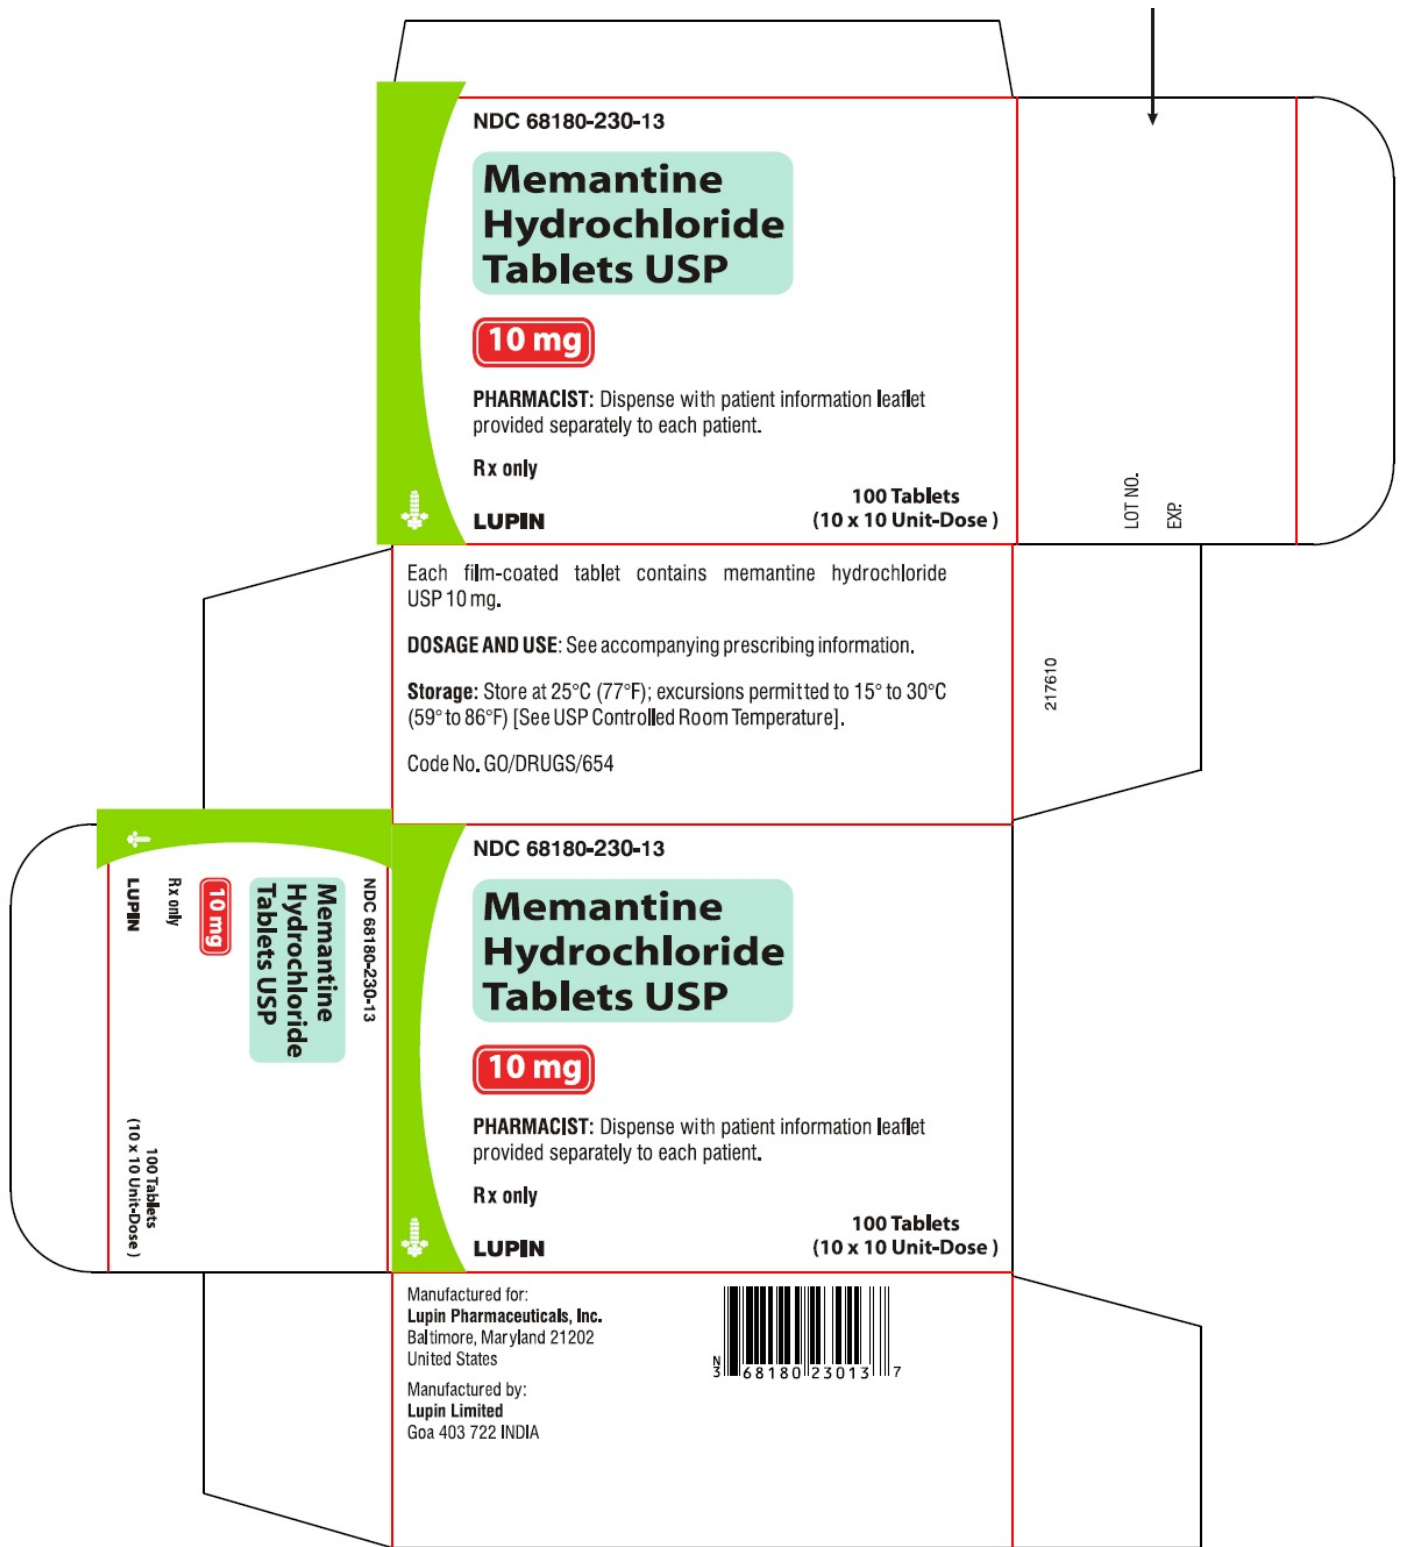 NDC 68180-230-13
Memantine
Hydrochloride
Tablets USP
10 mg
PHARMACIST: Dispense with patient information leaflet
provided separately to each patient.
Rx only
LUPIN
100 Tablets
(10 x 10 Unit-Dose )
LOT NO.
EXP.
Each film-coated tablet contains memantine hydrochloride
USP 10 mg.
DOSAGE AND USE: See accompanying prescribing information.
Storage: Store at 25°C (77°F); excursions permitted to 15° to 30°C
(59° to 86°F) [See USP Controlled Room Temperature].
Code No. GO/DRUGS/654
217610
NDC 68180-230-13
Memantine
Hydrochloride
Tablets USP
10 mg
Rx only
LUPIN
100 Tablets
(10 x 10 Unit-Dose )
NDC 68180-230-13
Memantine
Hydrochloride
Tablets USP
10 mg
PHARMACIST: Dispense with patient information leaflet
provided separately to each patient.
Rx only
LUPIN
100 Tablets
(10 x 10 Unit-Dose )
Manufactured for:
Lupin Pharmaceuticals, Inc.
Baltimore, Maryland 21202
United States
Manufactured by:
Lupin Limited
Goa 403 722 INDIA
N
3 68180 23013 7